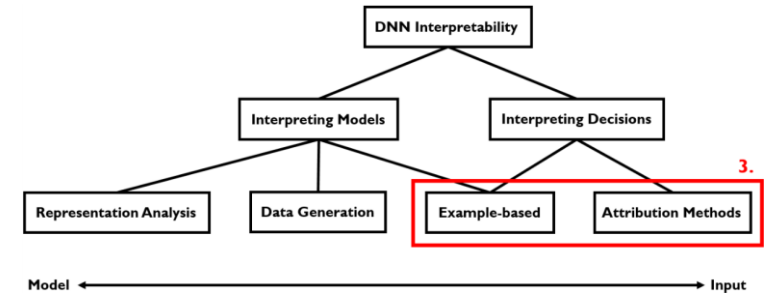 DNN Interpretability
Interpreting Models
Interpreting Decisions
3.
Representation Analysis
Data Generation
Example-based
Attribution Methods
Model
Input